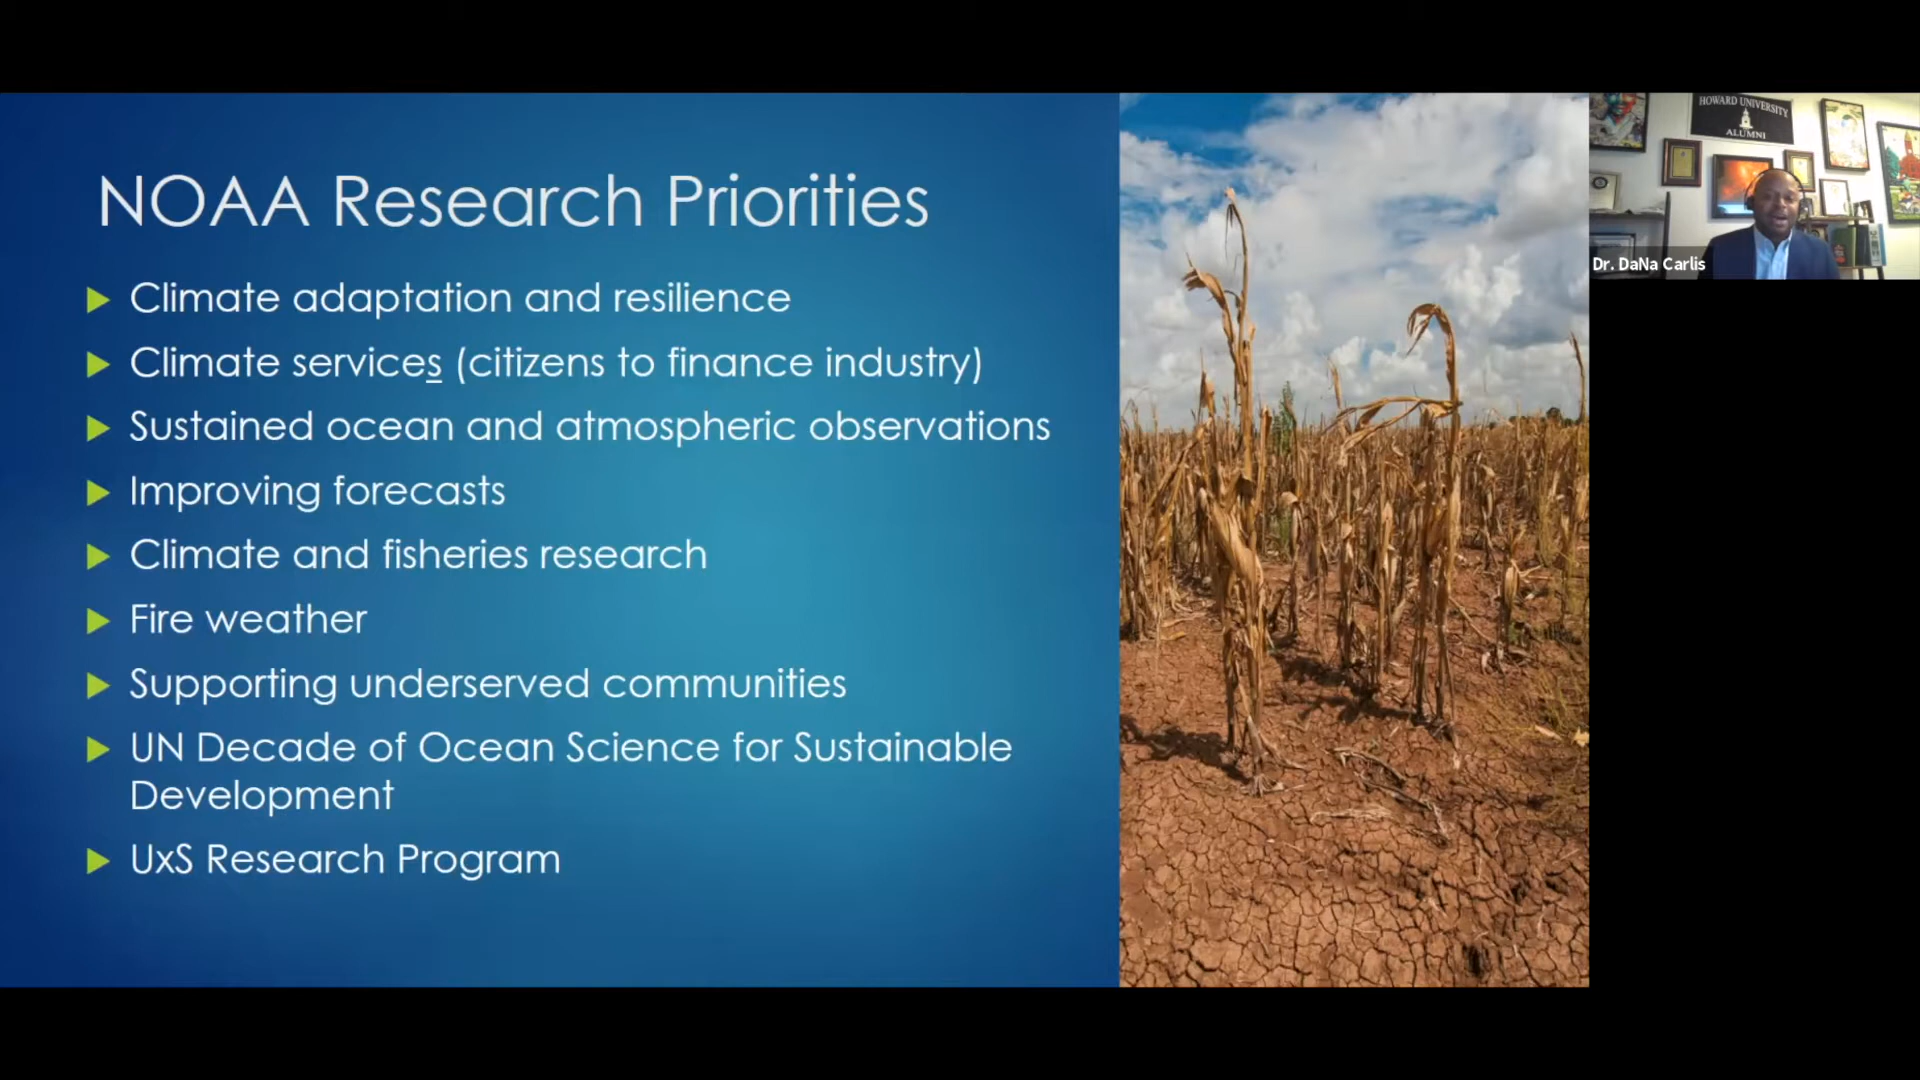 NOAA Research Priorities
Climate adaptation and resilience
Climate services (citizens to finance industry)
Sustained ocean and atmospheric observations
Improving forecasts
Climate and fisheries research
Fire weather
Supporting underserved communities
UN Decade of Ocean Science for Sustainable
Development
UxS Research Program
HOWARD UNIVERSITY
ALUMNI
Dr. DaNa Carlis